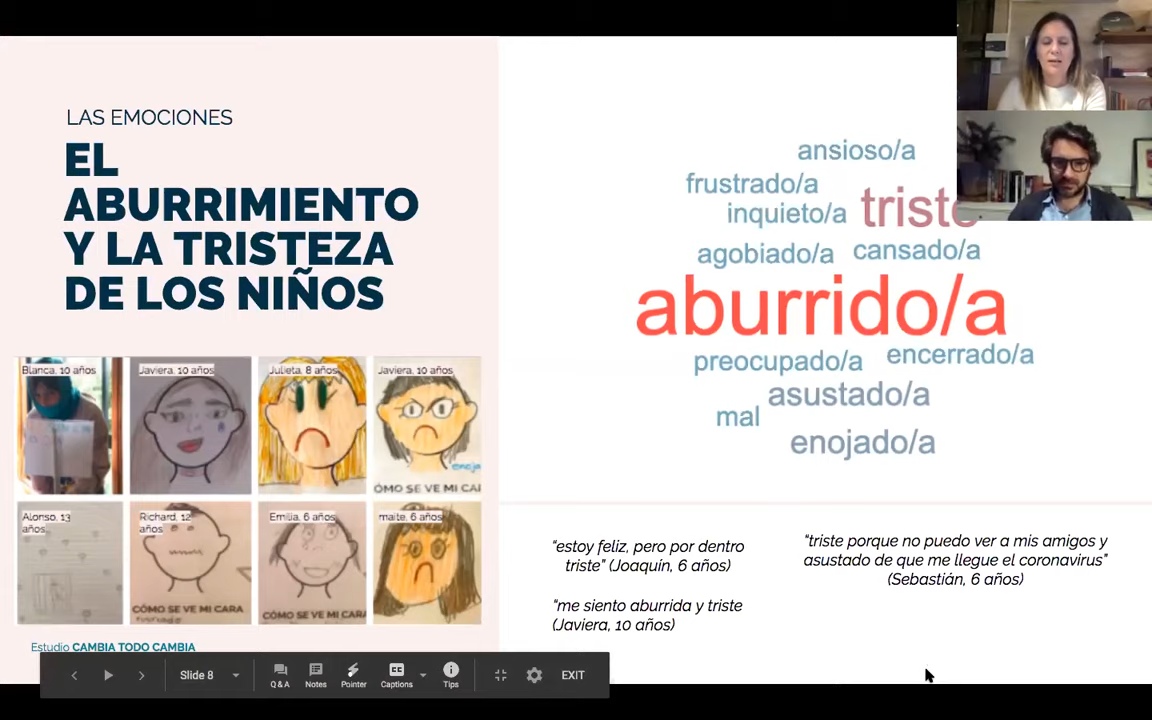 LAS EMOCIONES
EL
ABURRIMIENTO
Y LA TRISTEZA
DE LOS NIÑOS
Blanca, 10 años
Javiera, 10 años
Julieta, 8 años
Javiera, 10 años
enoja
ÓMO SE VE MI CAR
Alonso, 13
años
Richard, 12
años
CÓMO SE VE MI CARA
Emilia, 6 años
CÓMO SE VE MI CARA
maite, 6 años
Estudio CAMBIA TODO CAMBIA
ansioso/a
frustrado/a
inquieto/a
triste
agobiado/a
cansado/a
aburrido/a
preocupado/a
encerrado/a
asustado/a
mal
enojado/a
“estoy feliz, pero por dentro
triste” (Joaquín, 6 años)
“me siento aburrida y triste
(Javiera, 10 años)
“triste porque no puedo ver a mis amigos y
asustado de que me llegue el coronavirus”
(Sebastián, 6 años)
Slide 8
Q & A
Notes
Pointer
Captions
Tips
EXIT